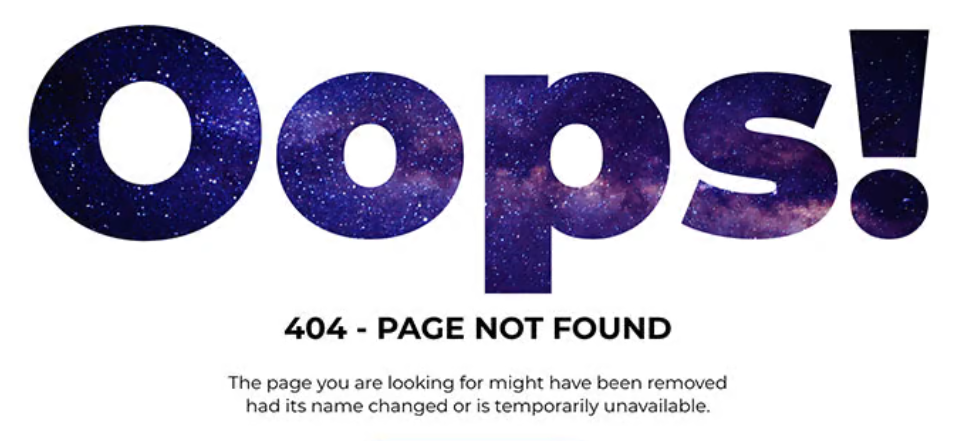 Oops!
404 - PAGE NOT FOUND
The page you are looking for might have been removed
had its name changed or is temporarily unavailable.